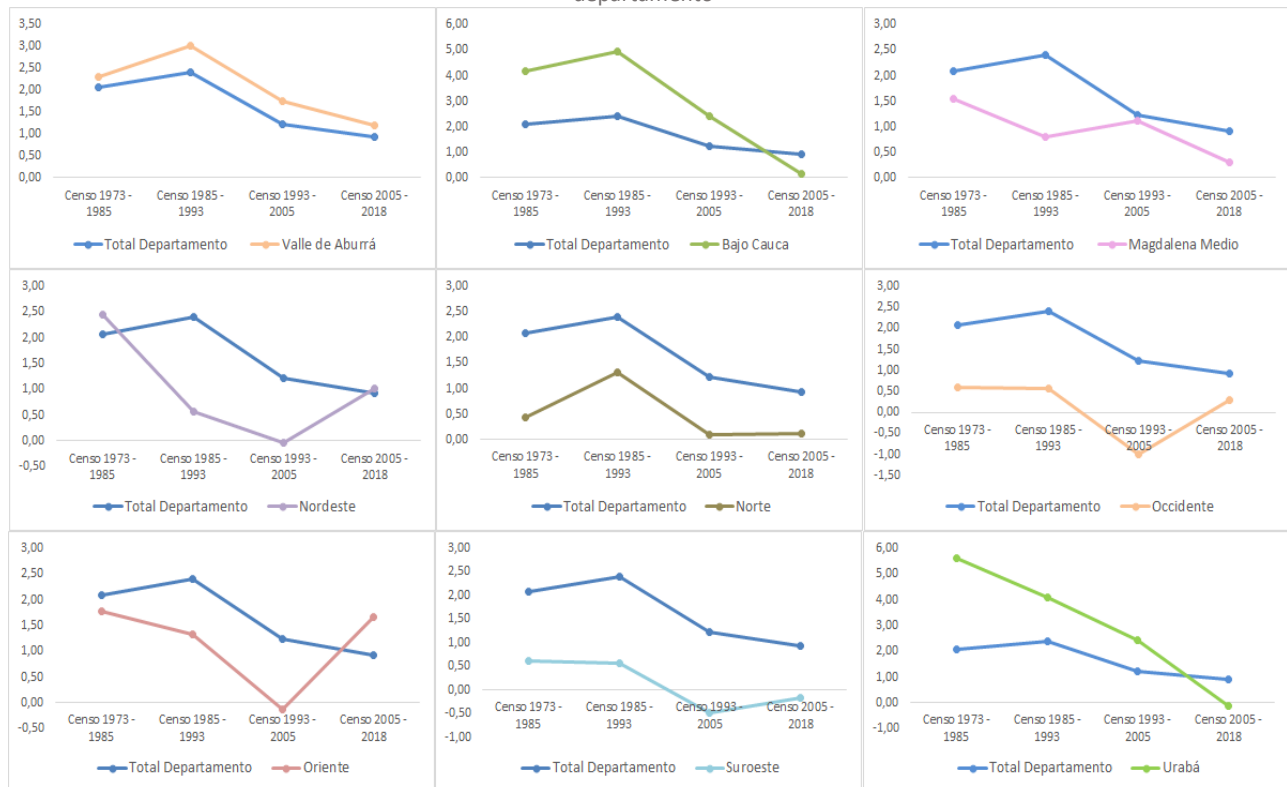 departamento
3,50
3,00
2,50
2,00
1,50
1,00
0,50
0,00
Censo 1973 - 1985
Censo 1985 - 1993
Censo 1993 - 2005
Censo 2005 - 2018
Total Departamento
Valle de Aburrá
6,00
5,00
4,00
3,00
2,00
1,00
0,00
Censo 1973 - 1985
Censo 1985 - 1993
Censo 1993 - 2005
Censo 2005 - 2018
Total Departamento
Bajo Cauca
3,00
2,50
2,00
1,50
1,00
0,50
0,00
Censo 1973 - 1985
Censo 1985 - 1993
Censo 1993 - 2005
Censo 2005 - 2018
Total Departamento
Magdalena Medio
3,00
2,50
2,00
1,50
1,00
0,50
0,00
-0,50
Censo 1973 - 1985
Censo 1985 - 1993
Censo 1993 - 2005
Censo 2005 - 2018
Total Departamento
Nordeste
3,00
2,50
2,00
1,50
1,00
0,50
0,00
Censo 1973 - 1985
Censo 1985 - 1993
Censo 1993 - 2005
Censo 2005 - 2018
Total Departamento
Norte
3,00
2,50
2,00
1,50
1,00
0,50
0,00
-0,50
-1,00
-1,50
Censo 1973 - 1985
Censo 1985 - 1993
Censo 1993 - 2005
Censo 2005 - 2018
Total Departamento
Occidente
3,00
2,50
2,00
1,50
1,00
0,50
0,00
-0,50
Censo 1973 - 1985
Censo 1985 - 1993
Censo 1993 - 2005
Censo 2005 - 2018
Total Departamento
Oriente
3,00
2,50
2,00
1,50
1,00
0,50
0,00
-0,50
-1,00
Censo 1973 - 1985
Censo 1985 - 1993
Censo 1993 - 2005
Censo 2005 - 2018
Total Departamento
Suroeste
6,00
5,00
4,00
3,00
2,00
1,00
0,00
-1,00
Censo 1973 - 1985
Censo 1985 - 1993
Censo 1993 - 2005
Censo 2005 - 2018
Total Departamento
Urabá